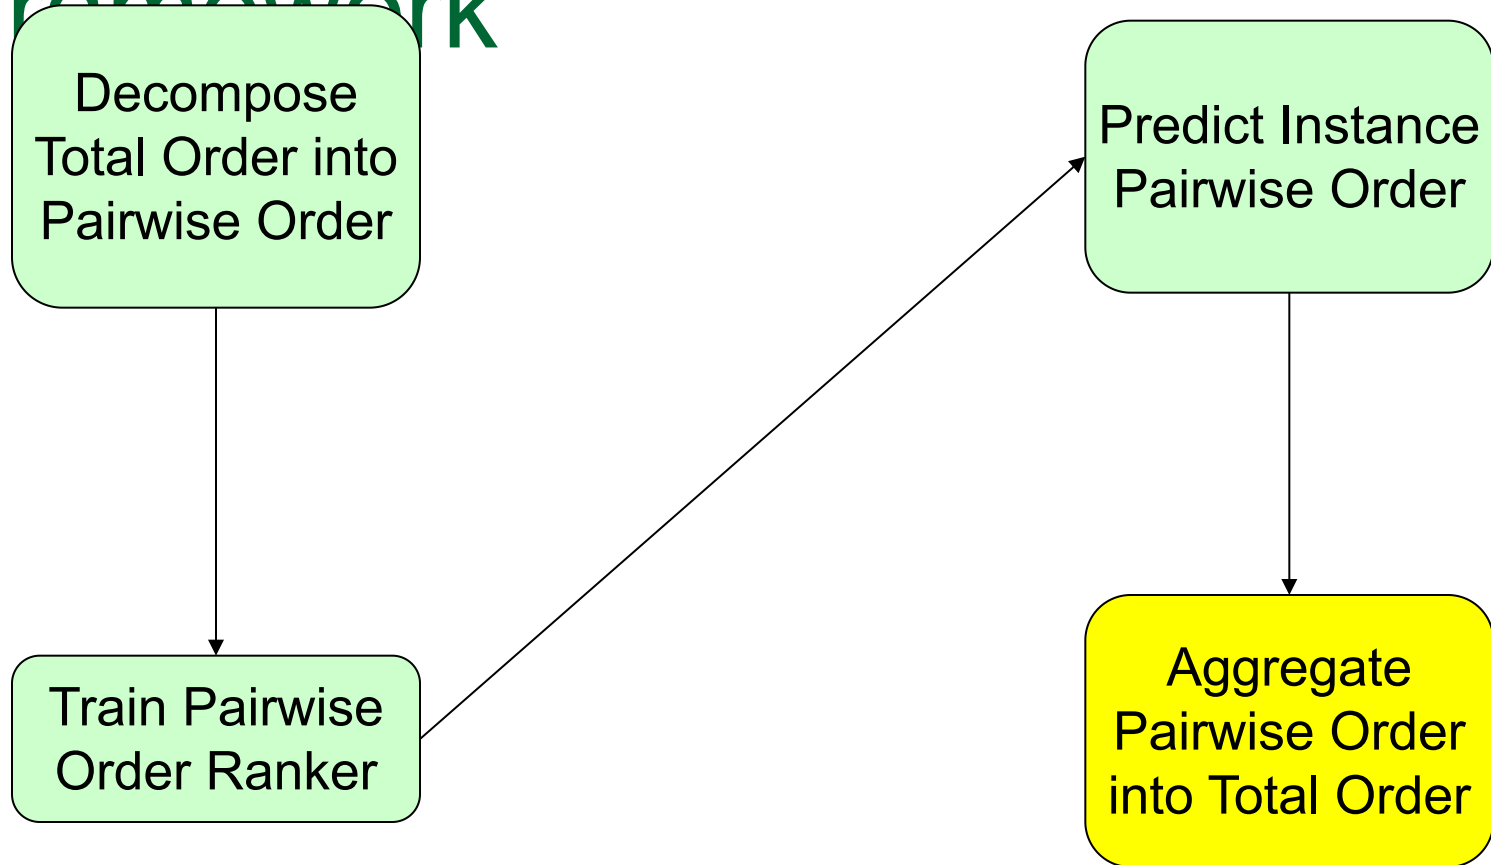 Decompose
Total Order into
Pairwise Order
Predict Instance
Pairwise Order
Train Pairwise
Order Ranker
Aggregate
Pairwise Order
into Total Order